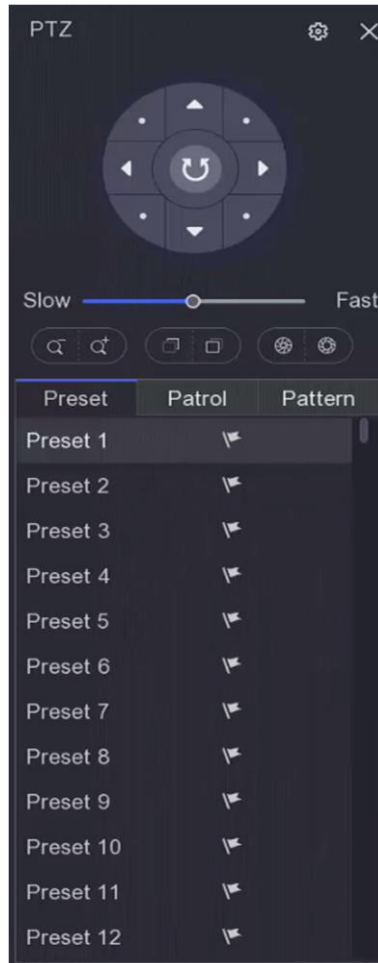 PTZ
Slow Fast
Preset Patrol Pattern
Preset 1
Preset 2
Preset 3
Preset 4
Preset 5
Preset 6
Preset 7
Preset 8
Preset 9
Preset 10
Preset 11
Preset 12